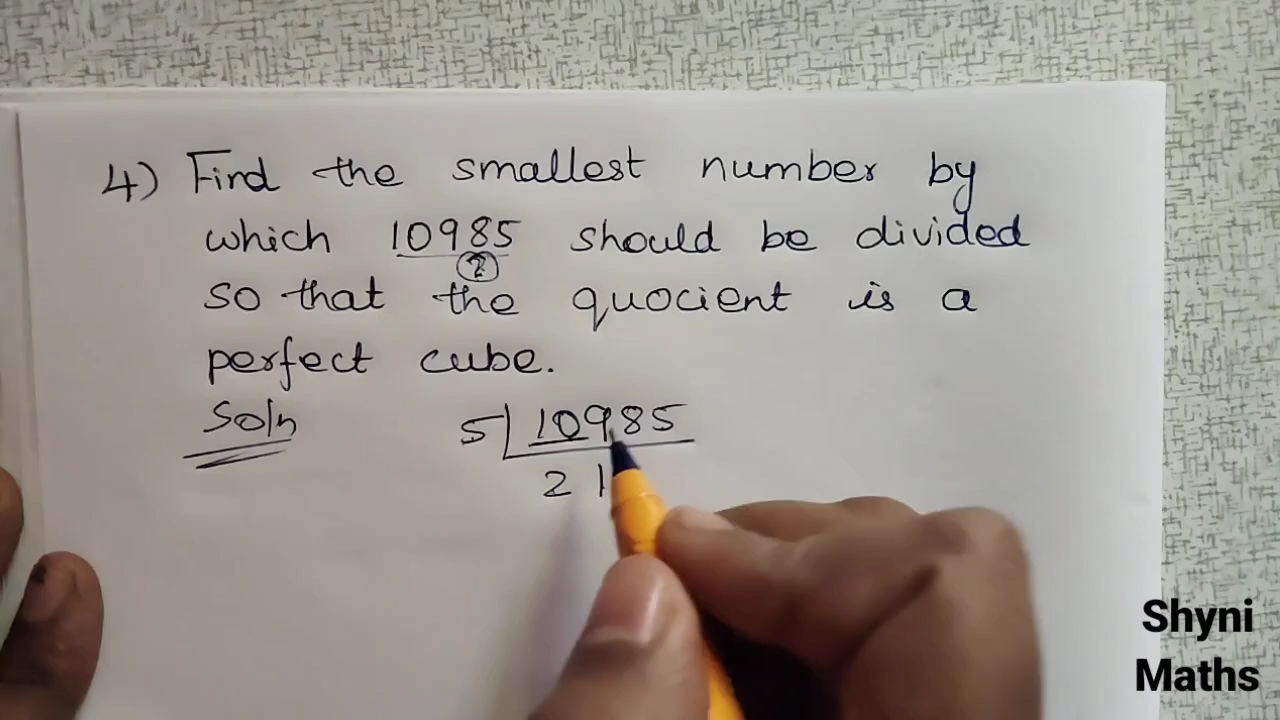 4) Find the smallest number by
which 10985 should be divided
?
so that the quocient is a
perfect cube.
Soln
5 10985
2 1
Shyni
Maths